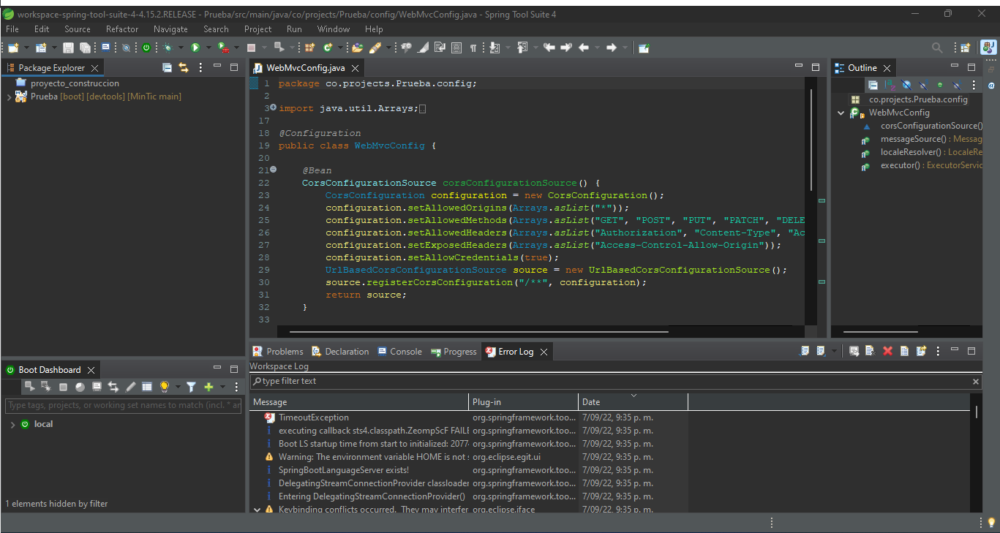 workspace-spring-tool-suite-4-4.15.2.RELEASE - Prueba/src/main/java/co/projects/Prueba/config/WebMvcConfig.java - Spring Tool Suite 4
File Edit Source Refactor Navigate Search Project Run Window Help
Package Explorer
proyecto_construccion
Prueba [boot] [devtools] [MinTic main]
WebMvcConfig.java
1 package co.projects.Prueba.config;
2
3 import java.util.Arrays;
17
18 @Configuration
19 public class WebMvcConfig {
20
21 @Bean
22 CorsConfigurationSource corsConfigurationSource() {
23 CorsConfiguration configuration = new CorsConfiguration();
24 configuration.setAllowedOrigins(Arrays.asList("*"));
25 configuration.setAllowedMethods(Arrays.asList("GET", "POST", "PUT", "PATCH", "DELE
26 configuration.setAllowedHeaders(Arrays.asList("Authorization", "Content-Type", "Ac
27 configuration.setExposedHeaders(Arrays.asList("Access-Control-Allow-Origin"));
28 configuration.setAllowCredentials(true);
29 UrlBasedCorsConfigurationSource source = new UrlBasedCorsConfigurationSource();
30 source.registerCorsConfiguration("/**", configuration);
31 return source;
32 }
33
Outline
co.projects.Prueba.config
WebMvcConfig
corsConfigurationSource()
messageSource() : Messag
localeResolver() : LocaleRe
executor() : ExecutorServic
Boot Dashboard
Type tags, projects, or working set names to match (incl. * an
local
1 elements hidden by filter
Problems Declaration Console Progress Error Log
Workspace Log
type filter text
Message Plug-in Date
TimeoutException org.springframework.too... 7/09/22, 9:35 p. m.
executing callback sts4.classpath.ZeompScF FAILE org.springframework.too... 7/09/22, 9:35 p. m.
Boot LS startup time from start to initialized: 2077 org.springframework.too... 7/09/22, 9:35 p. m.
Warning: The environment variable HOME is not s org.eclipse.egit.ui 7/09/22, 9:35 p. m.
SpringBootLanguageServer exists! org.springframework.too... 7/09/22, 9:35 p. m.
DelegatingStreamConnectionProvider classloader org.springframework.too... 7/09/22, 9:35 p. m.
Entering DelegatingStreamConnectionProvider() org.springframework.too... 7/09/22, 9:35 p. m.
Keybinding conflicts occurred. They may interfer org.eclipse.jface 7/09/22, 9:35 p. m.